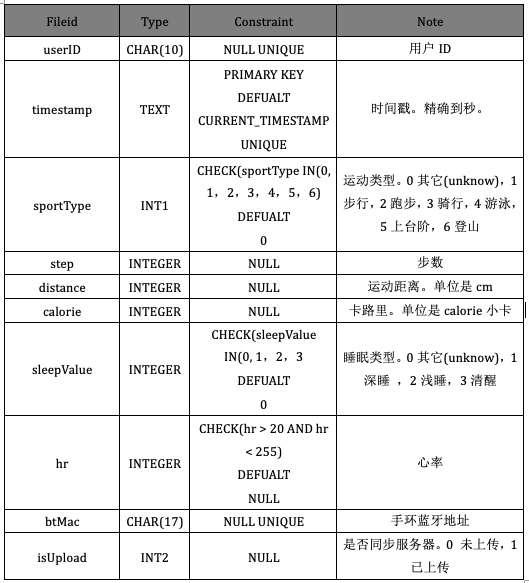 Fileid Type Constraint Note
userID CHAR(10) NULL UNIQUE 用户 ID
timestamp TEXT PRIMARY KEY
DEFUALT
CURRENT_TIMESTAMP
UNIQUE
时间戳。精确到秒。
sportType INT1 CHECK(sportType IN(0,
1，2，3，4，5，6)
DEFUALT
0
运动类型。0 其它(unknow)，1
步行，2 跑步，3 骑行，4 游泳，
5 上台阶，6 登山
step INTEGER NULL 步数
distance INTEGER NULL 运动距离。单位是 cm
calorie INTEGER NULL 卡路里。单位是 calorie 小卡
sleepValue INTEGER CHECK(sleepValue
IN(0, 1，2，3
DEFUALT
0
睡眠类型。0 其它(unknow)，1
深睡 ，2 浅睡，3 清醒
hr INTEGER CHECK(hr > 20 AND hr
< 255)
DEFUALT
NULL
心率
btMac CHAR(17) NULL UNIQUE 手环蓝牙地址
isUpload INT2 NULL 是否同步服务器。0 未上传，1
已上传